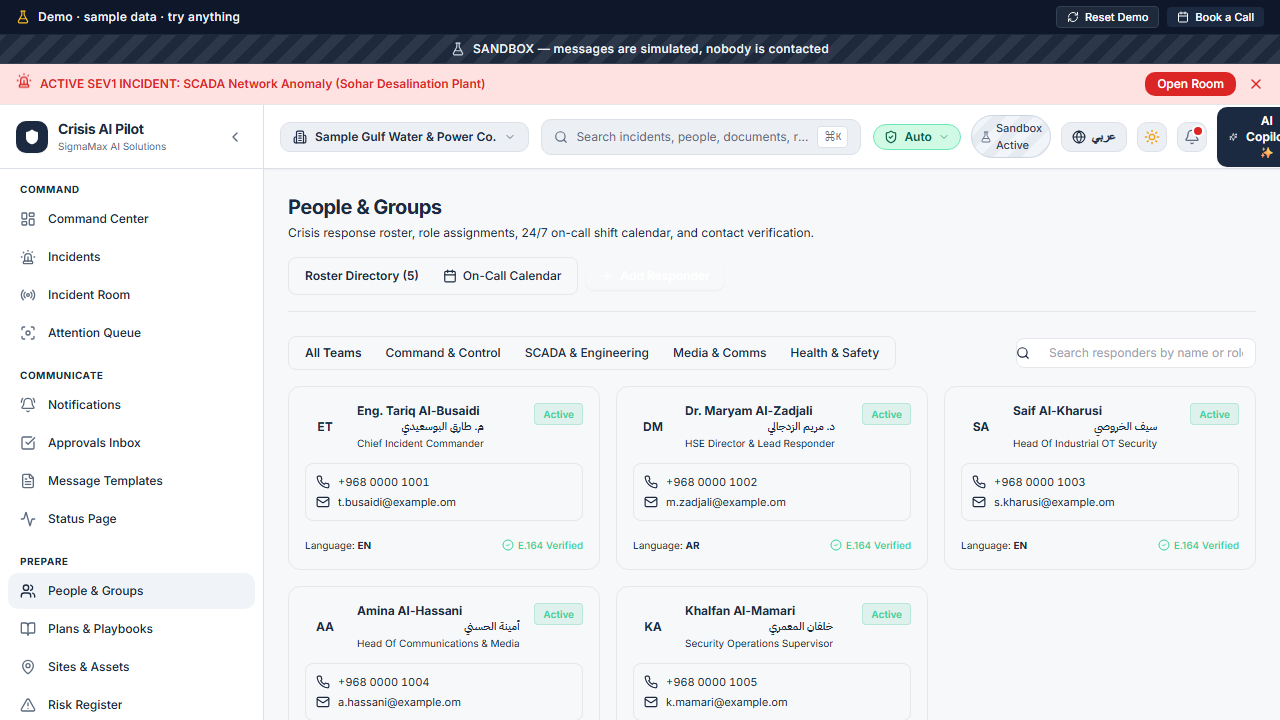 Demo · sample data · try anything
Reset Demo
Book a Call
SANDBOX — messages are simulated, nobody is contacted
ACTIVE SEV1 INCIDENT: SCADA Network Anomaly (Sohar Desalination Plant)
Open Room
Crisis AI Pilot
SigmaMax AI Solutions
Sample Gulf Water & Power Co.
Search incidents, people, documents, r...
⌘K
Auto
Sandbox
Active
عربي
AI
Copilo
COMMAND
Command Center
Incidents
Incident Room
Attention Queue
COMMUNICATE
Notifications
Approvals Inbox
Message Templates
Status Page
PREPARE
People & Groups
Plans & Playbooks
Sites & Assets
Risk Register
People & Groups
Crisis response roster, role assignments, 24/7 on-call shift calendar, and contact verification.
Roster Directory (5)
On-Call Calendar
Add Responder
All Teams
Command & Control
SCADA & Engineering
Media & Comms
Health & Safety
Search responders by name or role
ET
Eng. Tariq Al-Busaidi
م. طارق البوسعيدي
Chief Incident Commander
Active
+968 0000 1001
t.busaidi@example.om
Language: EN
E.164 Verified
DM
Dr. Maryam Al-Zadjali
د. مريم الزدجالي
HSE Director & Lead Responder
Active
+968 0000 1002
m.zadjali@example.om
Language: AR
E.164 Verified
SA
Saif Al-Kharusi
سيف الخروصي
Head Of Industrial OT Security
Active
+968 0000 1003
s.kharusi@example.om
Language: EN
E.164 Verified
AA
Amina Al-Hassani
أمينة الحسني
Head Of Communications & Media
Active
+968 0000 1004
a.hassani@example.om
KA
Khalfan Al-Mamari
خلفان المعمري
Security Operations Supervisor
Active
+968 0000 1005
k.mamari@example.om